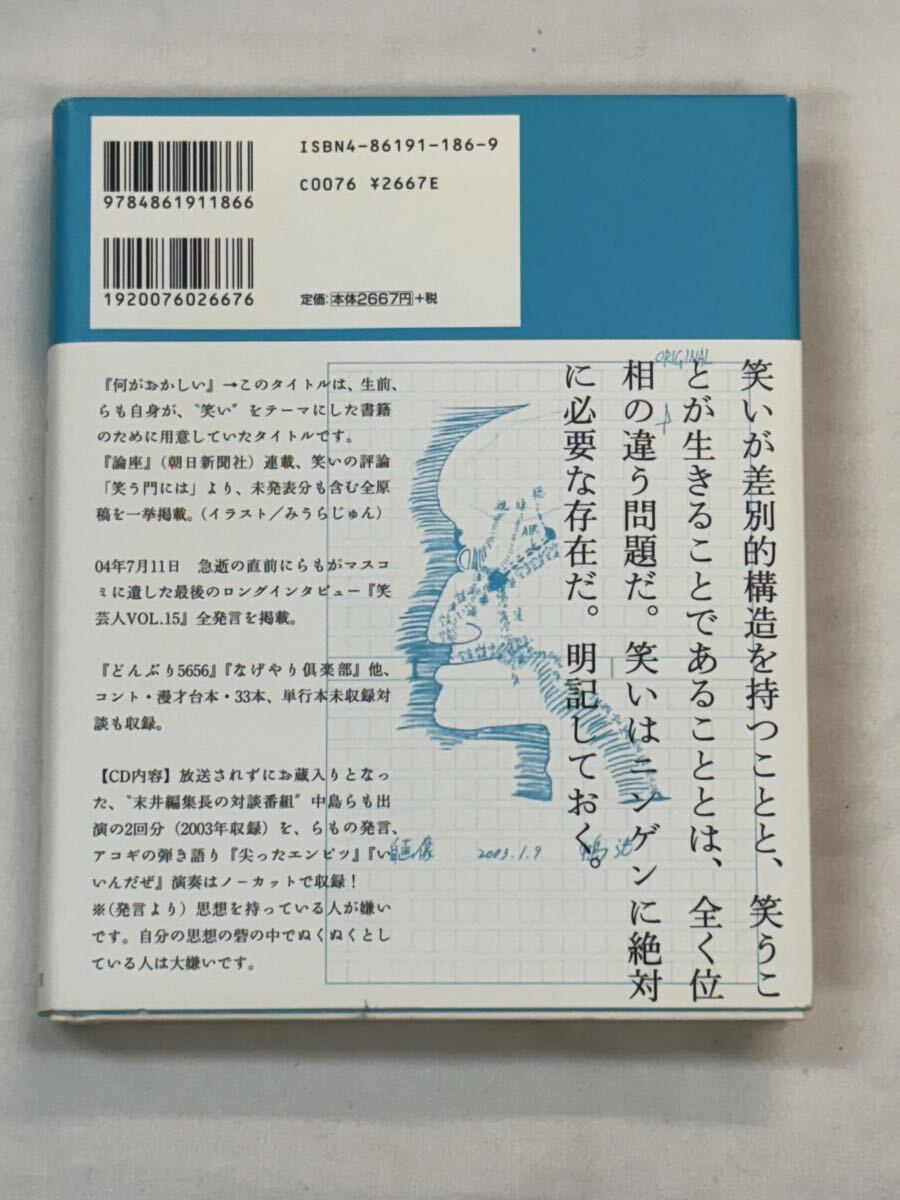 ISBN4-86191-186-9
C0076 ¥2667E
9784861911866
1920076026676
定価:本体2667円+税
『何がおかしい』→このタイトルは、生前、
らも自身が、〝笑い〟をテーマにした書籍
のために用意していたタイトルです。
『論座』(朝日新聞社)連載、笑いの評論
「笑う門には」より、未発表分も含む全原
稿を一挙掲載。(イラスト/みうらじゅん)
04年7月11日 急逝の直前にらもがマスコ
ミに遺した最後のロングインタビュー『笑
芸人VOL.15』全発言を掲載。
『どんぶり5656』『なげやり倶楽部』他、
コント・漫才台本・33本、単行本未収録対
談も収録。
【CD内容】放送されずにお蔵入りとなっ
た、〝末井編集長の対談番組〟中島らも出
演の2回分(2003年収録)を、らもの発言、
アコギの弾き語り『尖ったエンピツ』『い
いんだぜ』演奏はノーカットで収録!
※(発言より)思想を持っている人が嫌い
です。自分の思想の砦の中でぬくぬくとし
ている人は大嫌いです。
笑いが差別的構造を持つことと、笑うこ
とが生きることであることとは、全く位
相の違う問題だ。笑いはニンゲンに絶対
に必要な存在だ。明記しておく。
ORIGINAL
AIR
自画像 2003.1.9